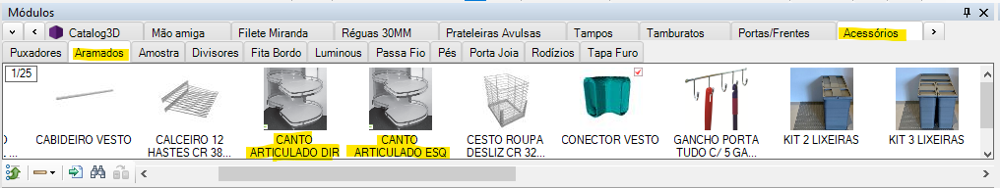 Módulos
Catalog3D Mão amiga Filete Miranda Réguas 30MM Prateleiras Avulsas Tampos Tamburatos Portas/Frentes Acessórios
Puxadores Aramados Amostra Divisores Fita Bordo Luminous Passa Fio Pés Porta Joia Rodízios Tapa Furo
1/25
CABIDEIRO VESTO
CALCEIRO 12
HASTES CR 38...
CANTO
ARTICULADO DIR
CANTO
ARTICULADO ESQ
CESTO ROUPA
DESLIZ CR 32...
CONECTOR VESTO
GANCHO PORTA
TUDO C/ 5 GA...
KIT 2 LIXEIRAS
KIT 3 LIXEIRAS